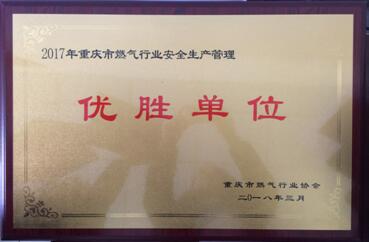 2017年重庆市燃气行业安全生产管理
优胜单位
重庆市燃气行业协会
二〇一八年三月